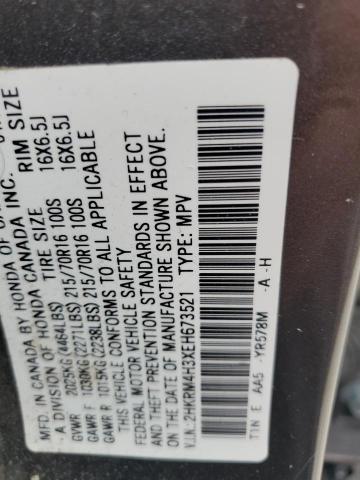 MFD. IN CANADA BY HONDA OF
A DIVISION OF HONDA CANADA INC.
TIRE SIZE RIM SIZE
GVWR 2025KG (4464LBS)
GAWR F 1030KG (2271LBS) 215/70R16 100S 16X6.5J
GAWR R 1015KG (2238LBS) 215/70R16 100S 16X6.5J
THIS VEHICLE CONFORMS TO ALL APPLICABLE
FEDERAL MOTOR VEHICLE SAFETY
AND THEFT PREVENTION STANDARDS IN EFFECT
ON THE DATE OF MANUFACTURE SHOWN ABOVE.
V.I.N.:2HKRM4H3XEH673521 TYPE: MPV
T1N E AA5 -YR578M -A -H